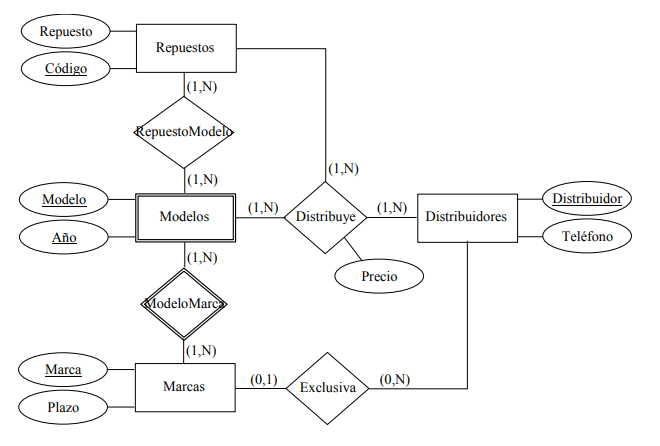 Repuesto
Repuestos
Código
(1,N)
RepuestoModelo
(1,N)
(1,N)
Modelo
(1,N)
(1,N)
Distribuidor
Modelos
Distribuye
Distribuidores
Año
Teléfono
(1,N)
Precio
ModeloMarca
(1,N)
Marca
(0,1)
(0,N)
Marcas
Exclusiva
Plazo